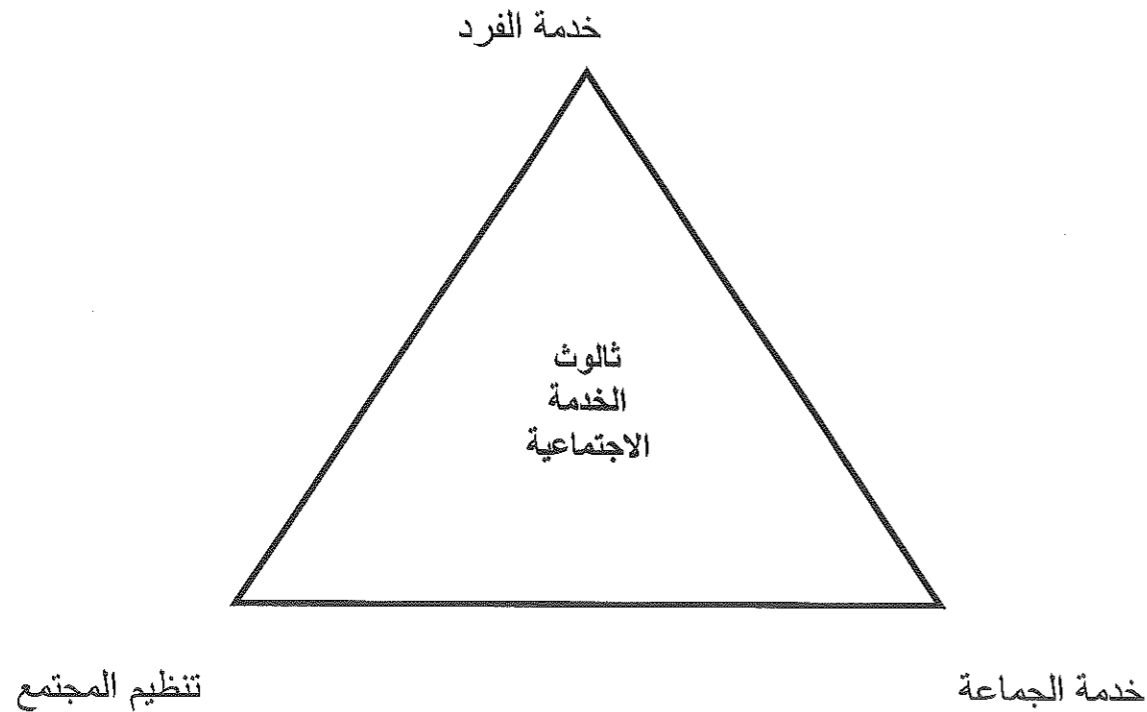 خدمة الفرد
ثالوث
الخدمة
الاجتماعية
خدمة الجماعة
تنظيم المجتمع